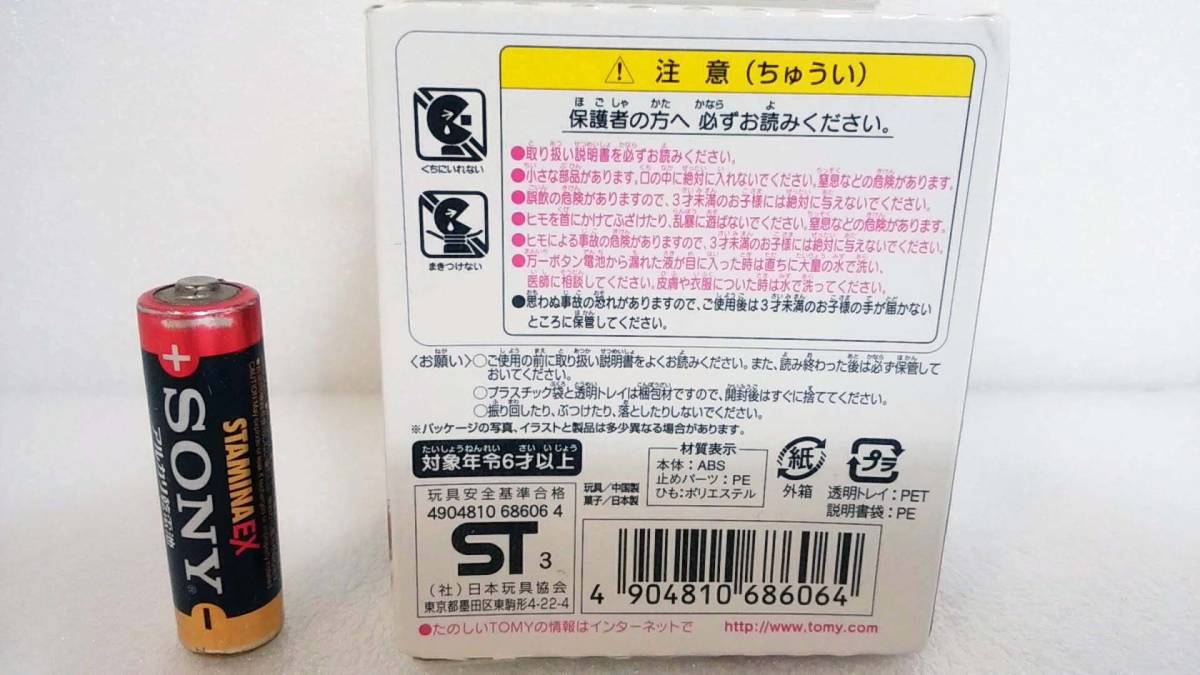 ⚠ 注意(ちゅうい)
保護者の方へ 必ずお読みください。
くちにいれない
まきつけない
●取り扱い説明書を必ずお読みください。
●小さな部品があります。口の中に絶対に入れないでください。窒息などの危険があります。
●誤飲の危険がありますので、3才未満のお子様には絶対に与えないでください。
●ヒモを首にかけてふざけたり、乱暴に遊ばないでください。窒息などの危険があります。
●ヒモによる事故の危険がありますので、3才未満のお子様には絶対に与えないでください。
●万一ボタン電池から漏れた液が目に入った時は直ちに大量の水で洗い、
医師に相談してください。皮膚や衣服についた時は水で洗ってください。
●思わぬ事故の恐れがありますので、ご使用後は3才未満のお子様の手が届かない
ところに保管してください。
〈お願い〉○ご使用の前に取り扱い説明書をよくお読みください。また、読み終わった後は必ず保管して
おいてください。
○プラスチック袋と透明トレイは梱包材ですので、開封後はすぐに捨ててください。
○振り回したり、ぶつけたり、落としたりしないでください。
※パッケージの写真、イラストと製品は多少異なる場合があります。
たいしょうねんれい さい いじょう
対象年令6才以上
材質表示
本体:ABS
止めパーツ:PE
ひも:ポリエステル
紙
外箱
プラ
透明トレイ:PET
説明書袋:PE
玩具安全基準合格
4904810 68606 4
ST 3
(社)日本玩具協会
東京都墨田区東駒形4-22-4
玩具/中国製
菓子/日本製
4 904810 686064
●たのしいTOMYの情報はインターネットで http://www.tomy.com
+ SONY
STAMINA EX
アルカリ乾電池